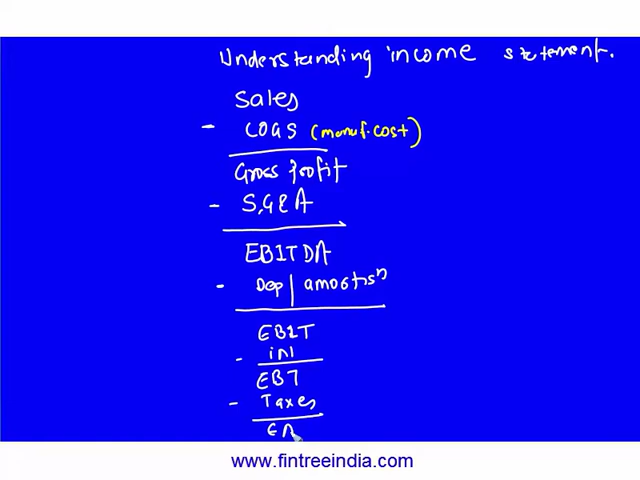 Understanding income statement.
Sales
- COGS (manuf. cost)
Gross profit
- S,G&A
EBITDA
- Dep | amortisⁿ
EBIT
- int
EBT
- Taxes
EA
www.fintreeindia.com